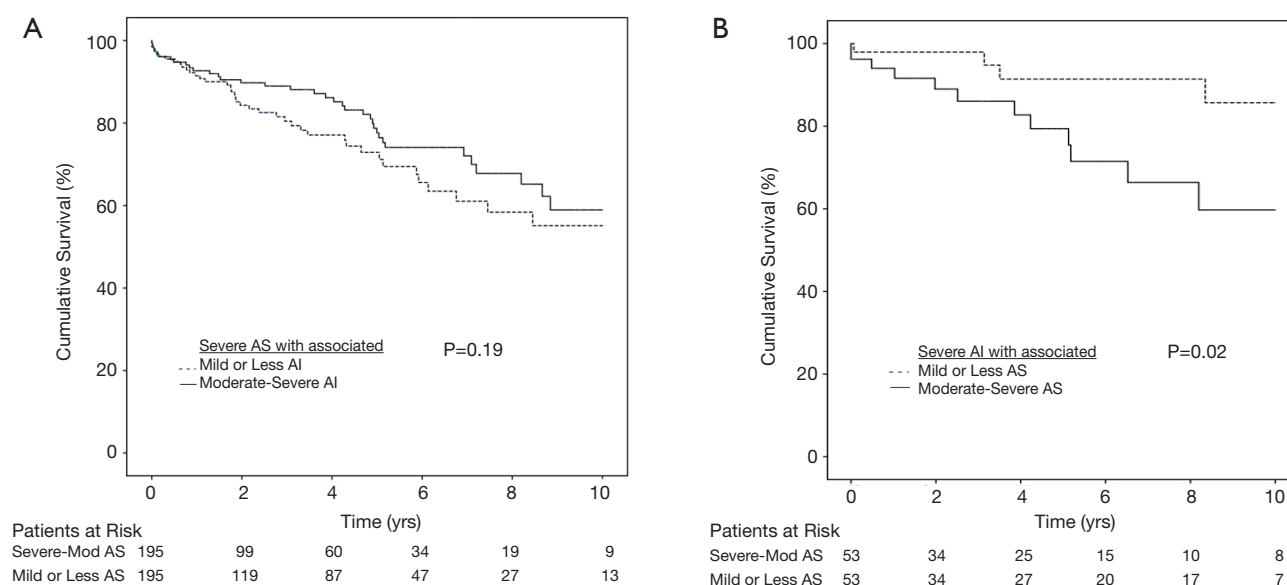 A
100
80
60
40
20
0
Cumulative Survival (%)
Severe AS with associated
Mild or Less AI
Moderate-Severe AI
P=0.19
0 2 4 6 8 10
Time (yrs)
Patients at Risk
Severe-Mod AS 195 99 60 34 19 9
Mild or Less AS 195 119 87 47 27 13
B
100
80
60
40
20
0
Cumulative Survival (%)
Severe AI with associated
Mild or Less AS
Moderate-Severe AS
P=0.02
0 2 4 6 8 10
Time (yrs)
Patients at Risk
Severe-Mod AS 53 34 25 15 10 8
Mild or Less AS 53 34 27 20 17 7